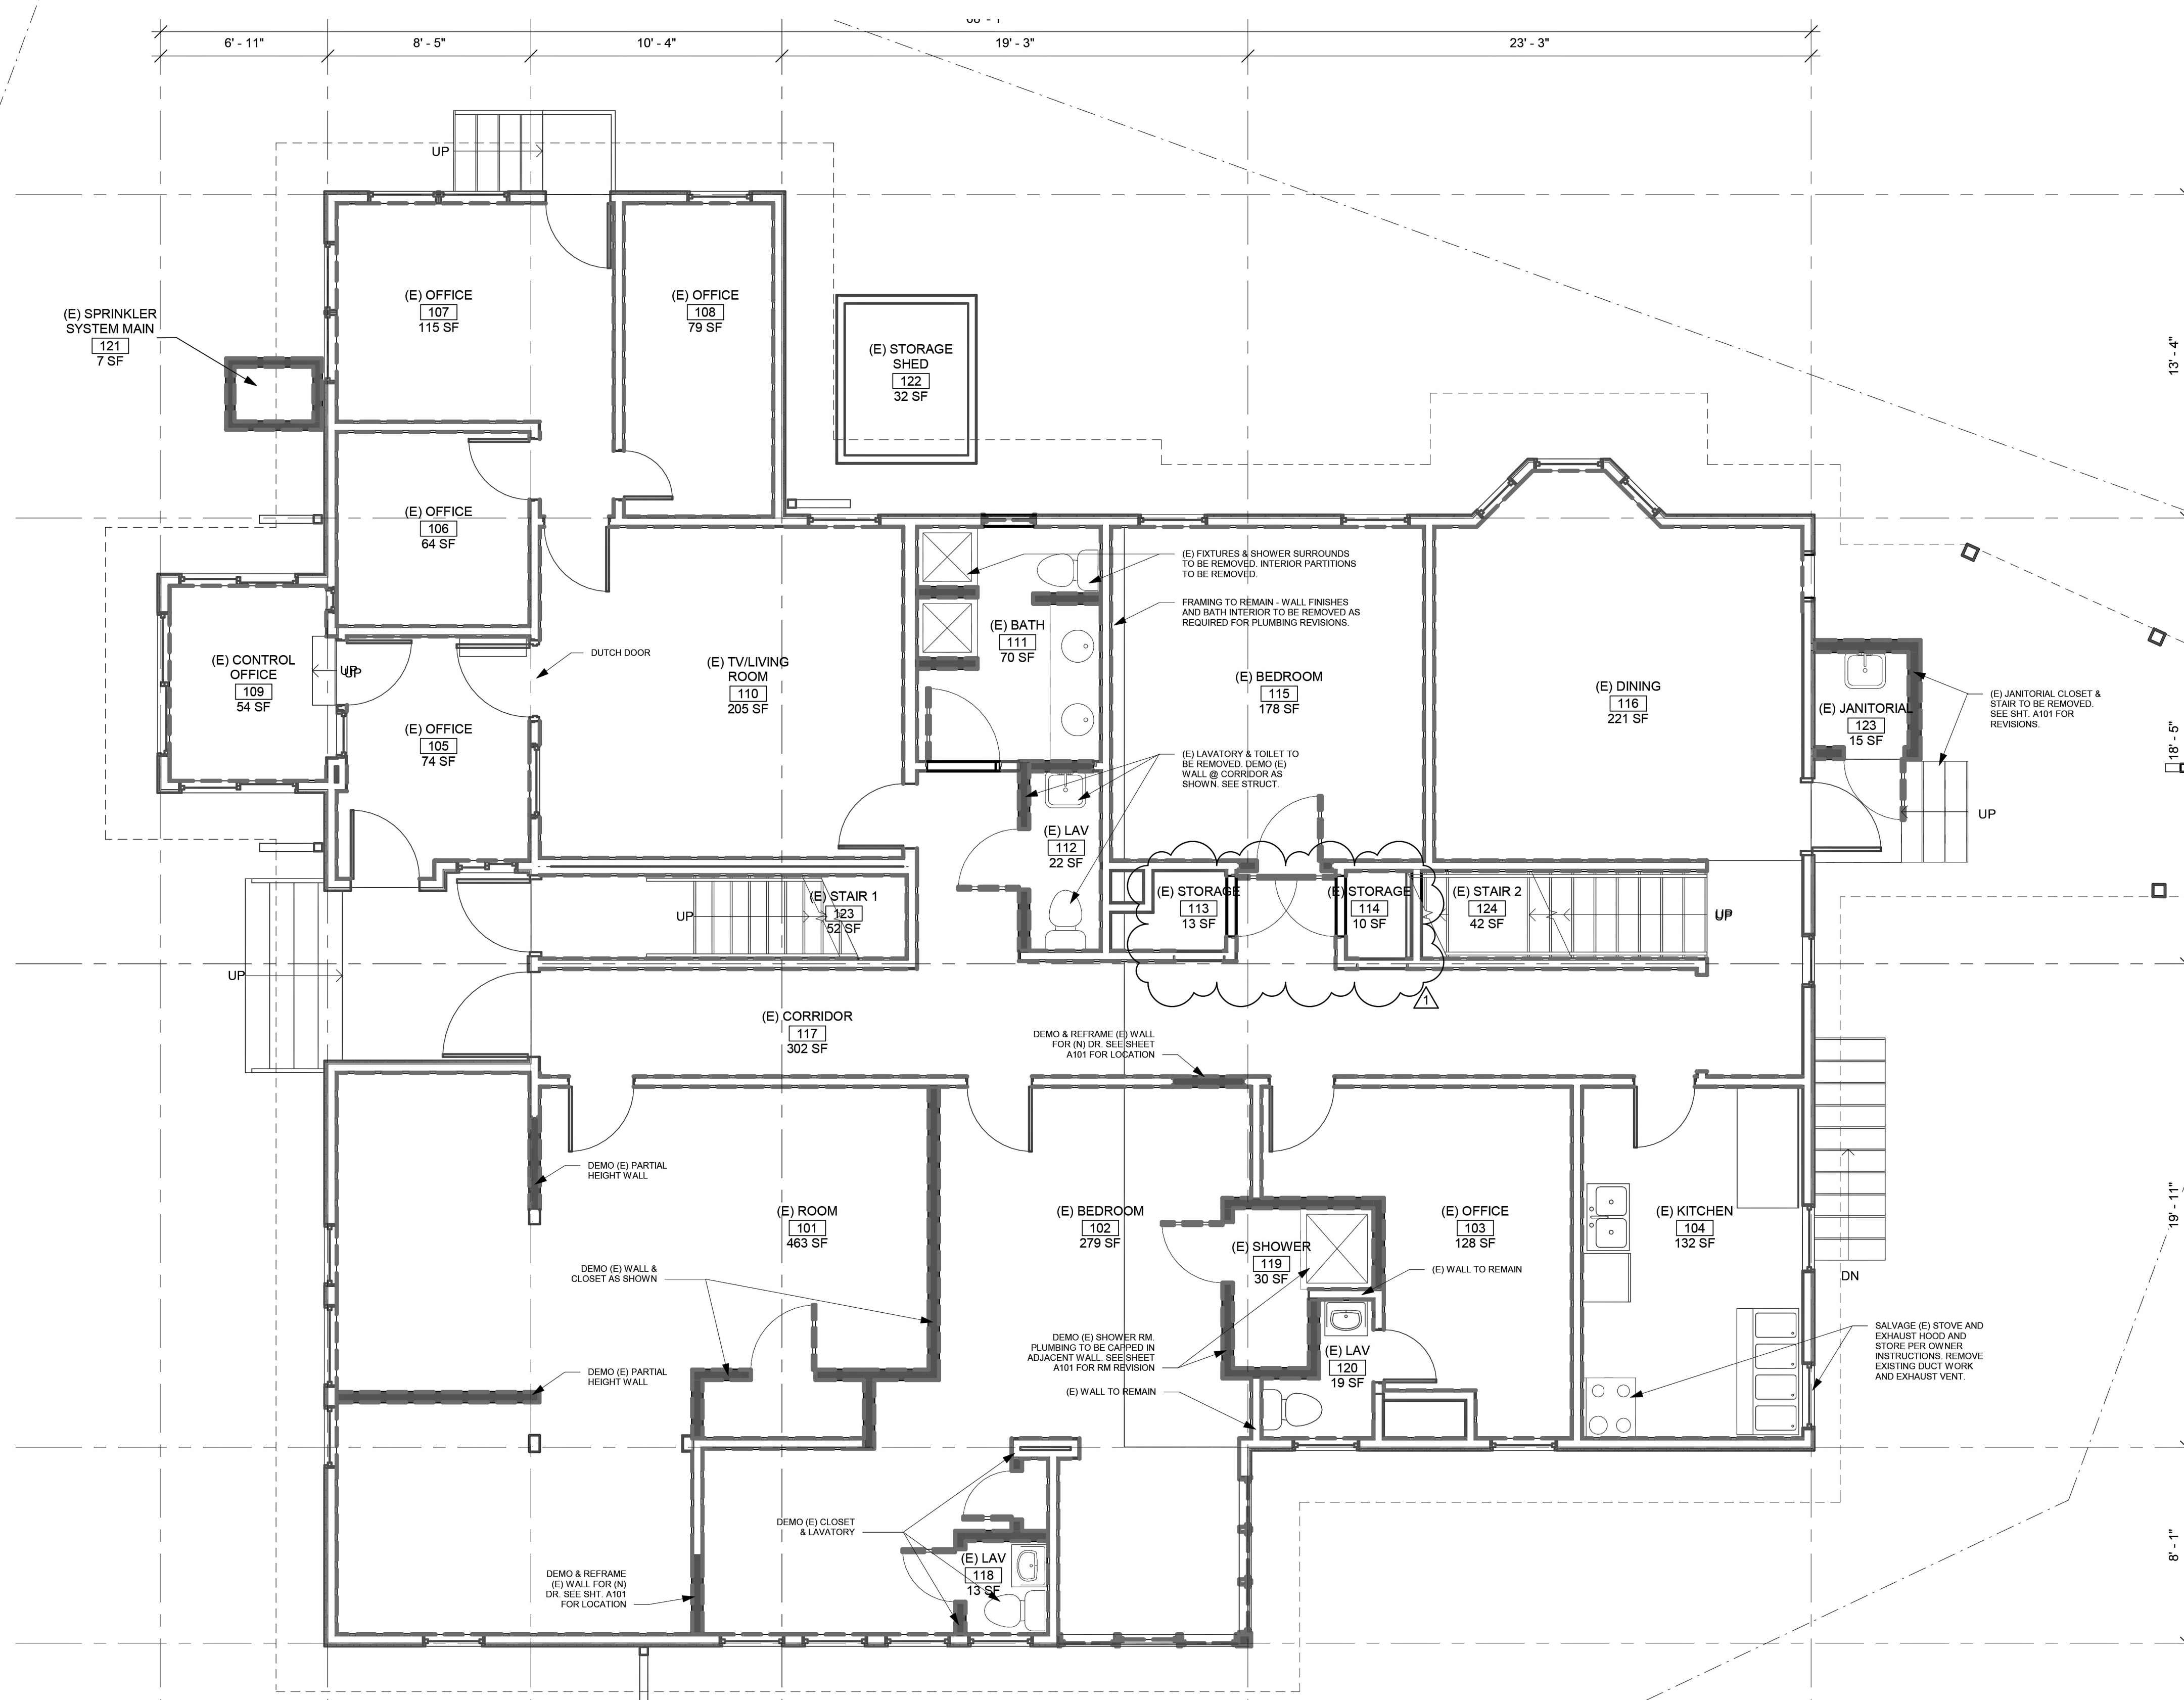 6' - 11"
8' - 5"
10' - 4"
19' - 3"
23' - 3"
UP
(E) OFFICE
107
115 SF
(E) OFFICE
108
79 SF
(E) SPRINKLER
SYSTEM MAIN
121
7 SF
(E) STORAGE
SHED
122
32 SF
13' - 4"
(E) OFFICE
106
64 SF
(E) FIXTURES & SHOWER SURROUNDS
TO BE REMOVED. INTERIOR PARTITIONS
TO BE REMOVED.
FRAMING TO REMAIN - WALL FINISHES
AND BATH INTERIOR TO BE REMOVED AS
REQUIRED FOR PLUMBING REVISIONS.
(E) BATH
111
70 SF
DUTCH DOOR
(E) CONTROL
OFFICE
109
54 SF
UP
UP
(E) TV/LIVING
ROOM
110
205 SF
(E) BEDROOM
115
178 SF
(E) DINING
116
221 SF
(E) JANITORIAL
123
15 SF
(E) JANITORIAL CLOSET &
STAIR TO BE REMOVED.
SEE SHT. A101 FOR
REVISIONS.
18' - 5"
(E) OFFICE
105
74 SF
(E) LAVATORY & TOILET TO
BE REMOVED. DEMO (E)
WALL @ CORRIDOR AS
SHOWN. SEE STRUCT.
UP
(E) LAV
112
22 SF
(E) STAIR 1
123
52 SF
UP
(E) STORAGE
113
13 SF
(E) STORAGE
114
10 SF
(E) STAIR 2
124
42 SF
UP
UP
UP
1
(E) CORRIDOR
117
302 SF
DEMO & REFRAME (E) WALL
FOR (N) DR. SEE SHEET
A101 FOR LOCATION
DEMO (E) PARTIAL
HEIGHT WALL
(E) ROOM
101
463 SF
(E) BEDROOM
102
279 SF
(E) SHOWER
119
30 SF
(E) OFFICE
103
128 SF
(E) KITCHEN
104
132 SF
19' - 11"
DEMO (E) WALL &
CLOSET AS SHOWN
(E) WALL TO REMAIN
DN
DEMO (E) SHOWER RM.
PLUMBING TO BE CAPPED IN
ADJACENT WALL. SEE SHEET
A101 FOR RM REVISION
(E) LAV
120
19 SF
SALVAGE (E) STOVE AND
EXHAUST HOOD AND
STORE PER OWNER
INSTRUCTIONS. REMOVE
EXISTING DUCT WORK
AND EXHAUST VENT.
DEMO (E) PARTIAL
HEIGHT WALL
(E) WALL TO REMAIN
DEMO (E) CLOSET
& LAVATORY
8' - 1"
(E) LAV
118
13 SF
DEMO & REFRAME
(E) WALL FOR (N)
DR. SEE SHT. A101
FOR LOCATION